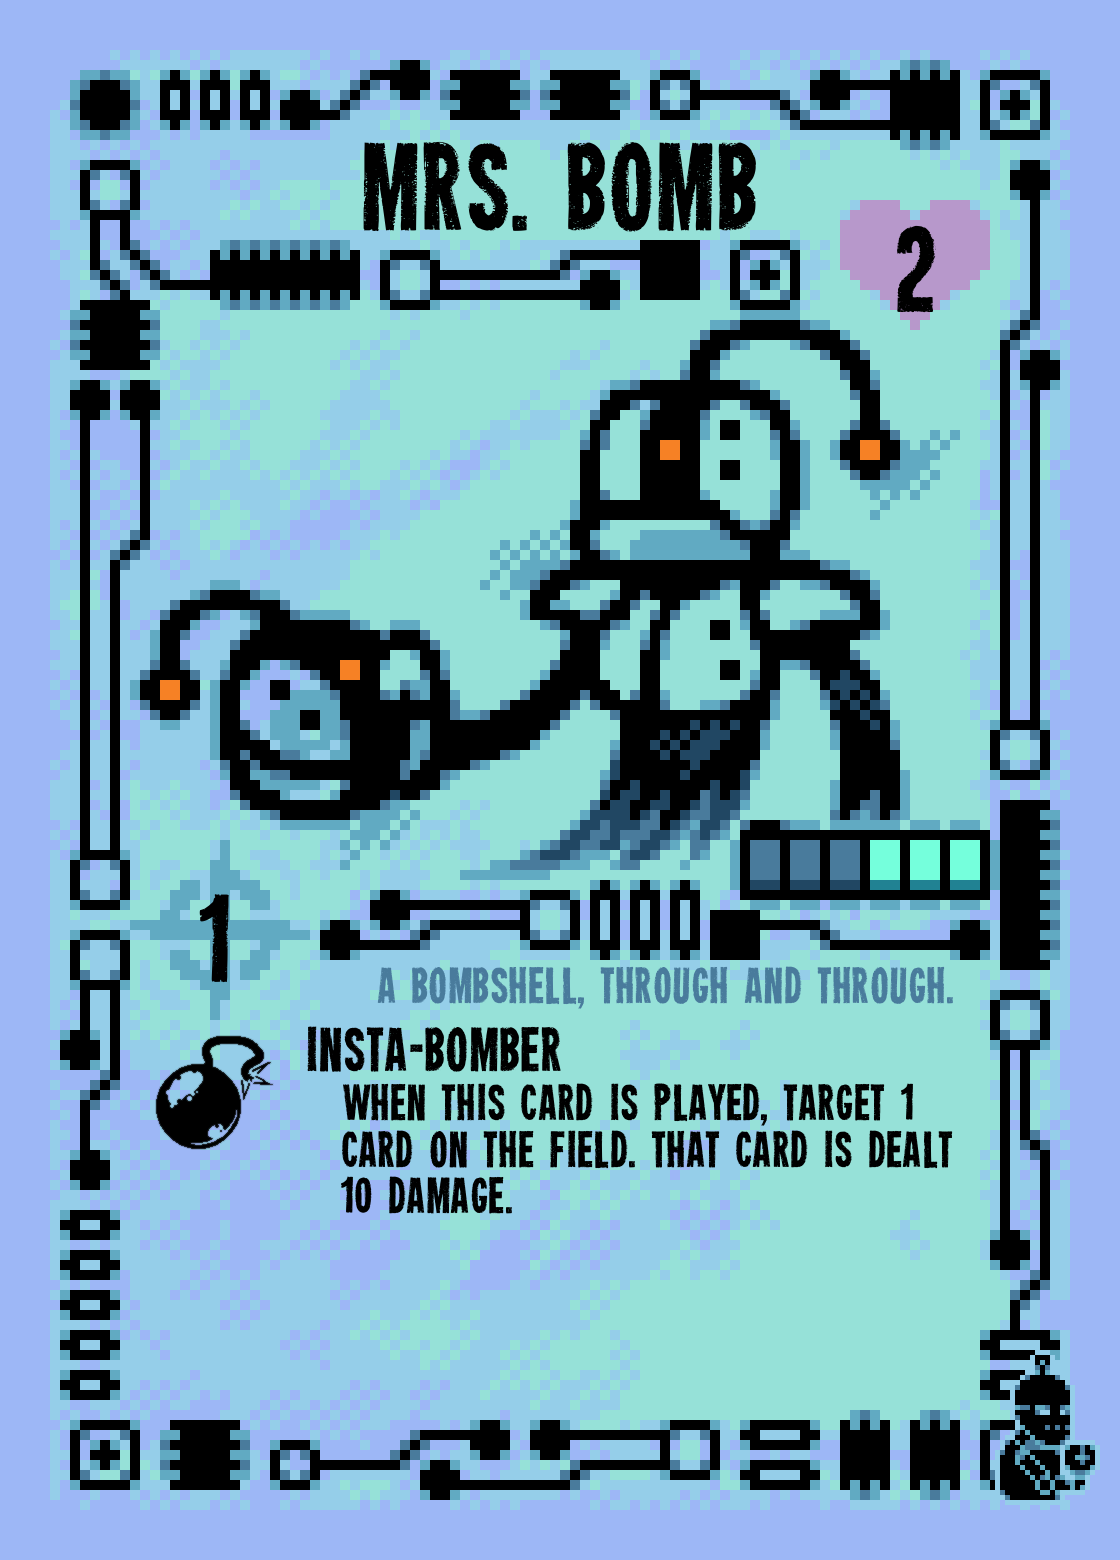 MRS. BOMB
2
1
A BOMBSHELL, THROUGH AND THROUGH.
INSTA-BOMBER
WHEN THIS CARD IS PLAYED, TARGET 1
CARD ON THE FIELD. THAT CARD IS DEALT
10 DAMAGE.